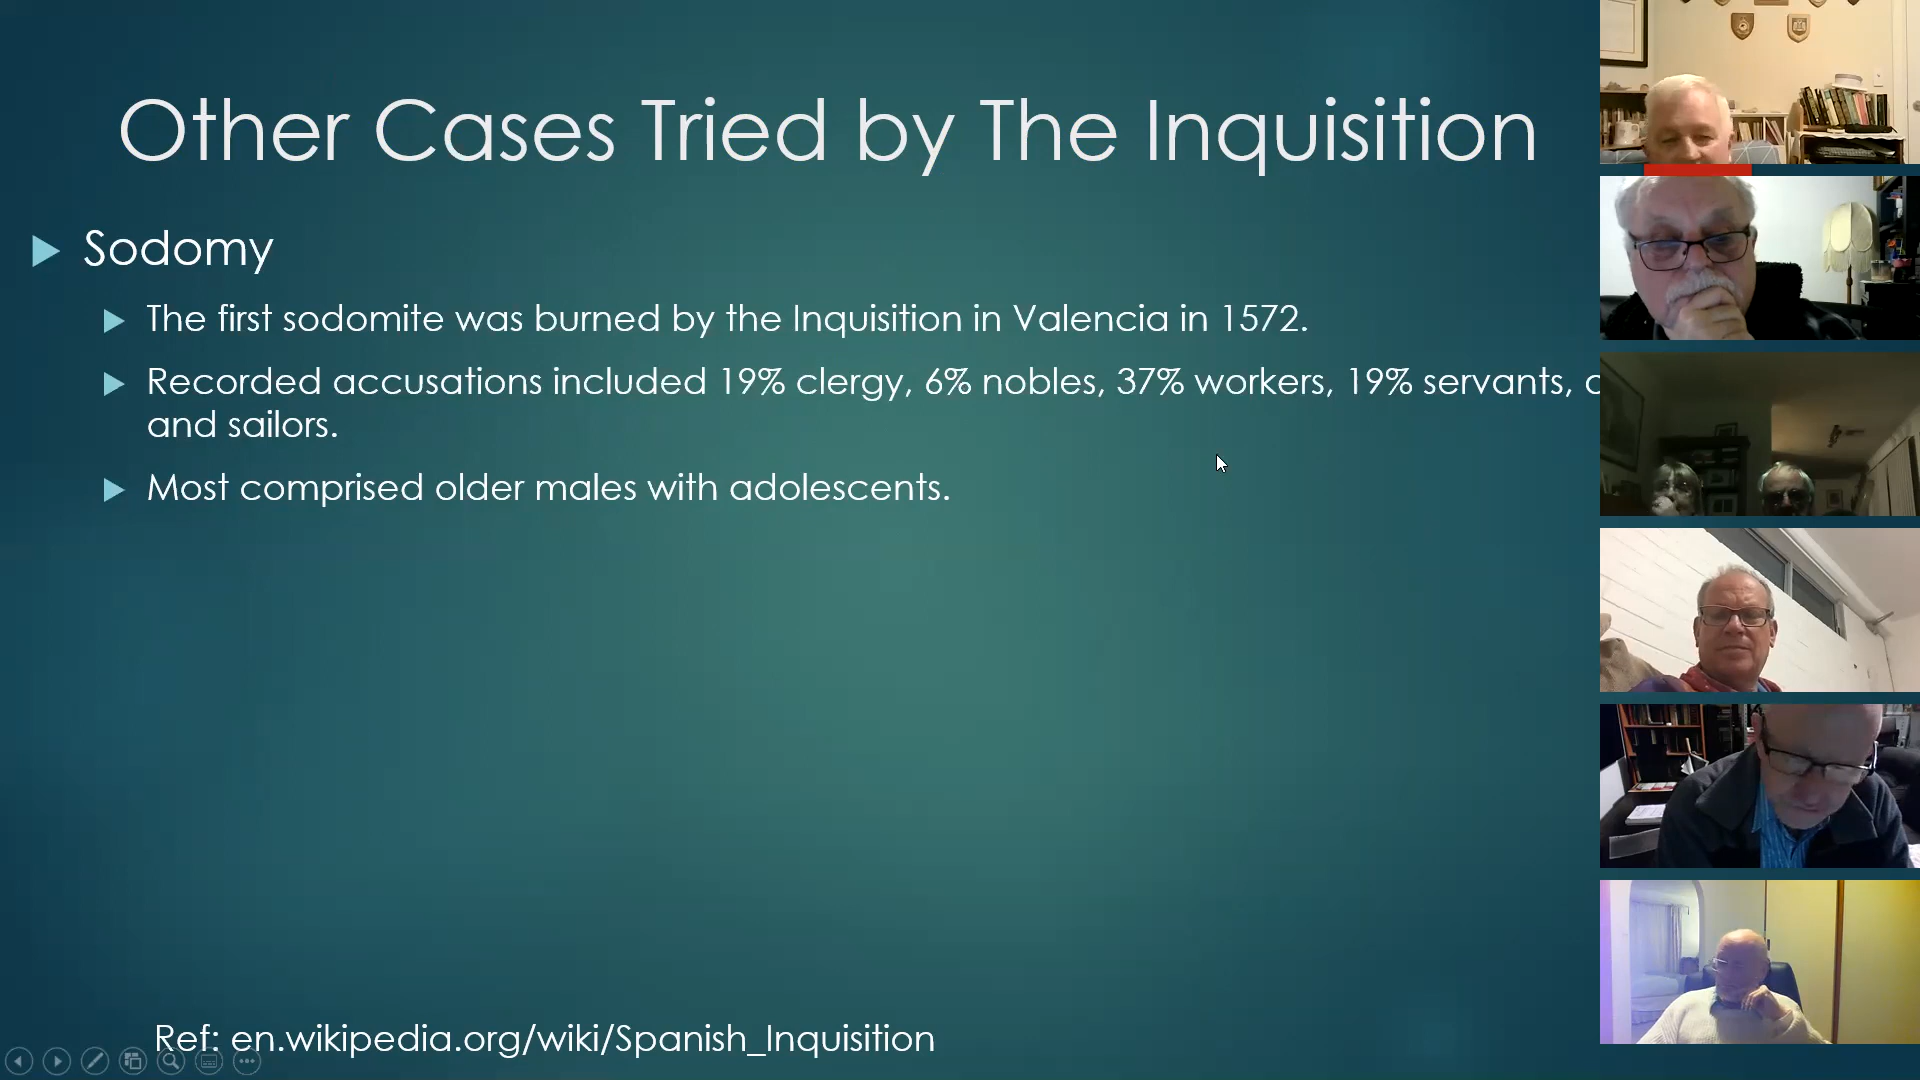 Other Cases Tried by The Inquisition
Sodomy
The first sodomite was burned by the Inquisition in Valencia in 1572.
Recorded accusations included 19% clergy, 6% nobles, 37% workers, 19% servants,
and sailors.
Most comprised older males with adolescents.
Ref: en.wikipedia.org/wiki/Spanish_Inquisition